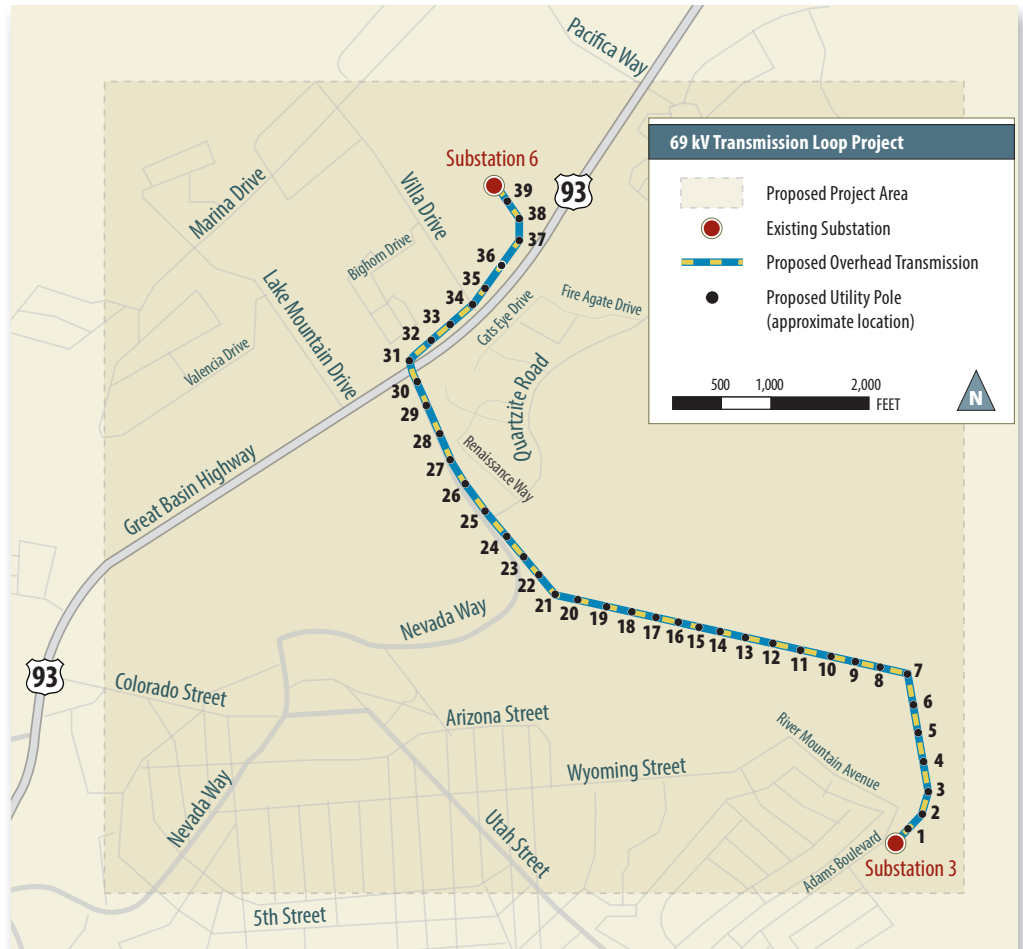 Pacifica Way
69 kV Transmission Loop Project
Proposed Project Area
Existing Substation
Proposed Overhead Transmission
Proposed Utility Pole
(approximate location)
500 1,000 2,000
FEET
N
Substation 6
93
39
38
37
36
35
34
33
32
31
30
29
28
27
26
25
24
23
22
21
20
19
18
17
16
15
14
13
12
11
10
9
8
7
6
5
4
3
2
1
Substation 3
Marina Drive
Villa Drive
Bighorn Drive
Lake Mountain Drive
Valencia Drive
Cats Eye Drive
Fire Agate Drive
Quartzite Road
Renaissance Way
Great Basin Highway
Nevada Way
93
Colorado Street
Arizona Street
River Mountain Avenue
Wyoming Street
Nevada Way
Utah Street
Adams Boulevard
5th Street